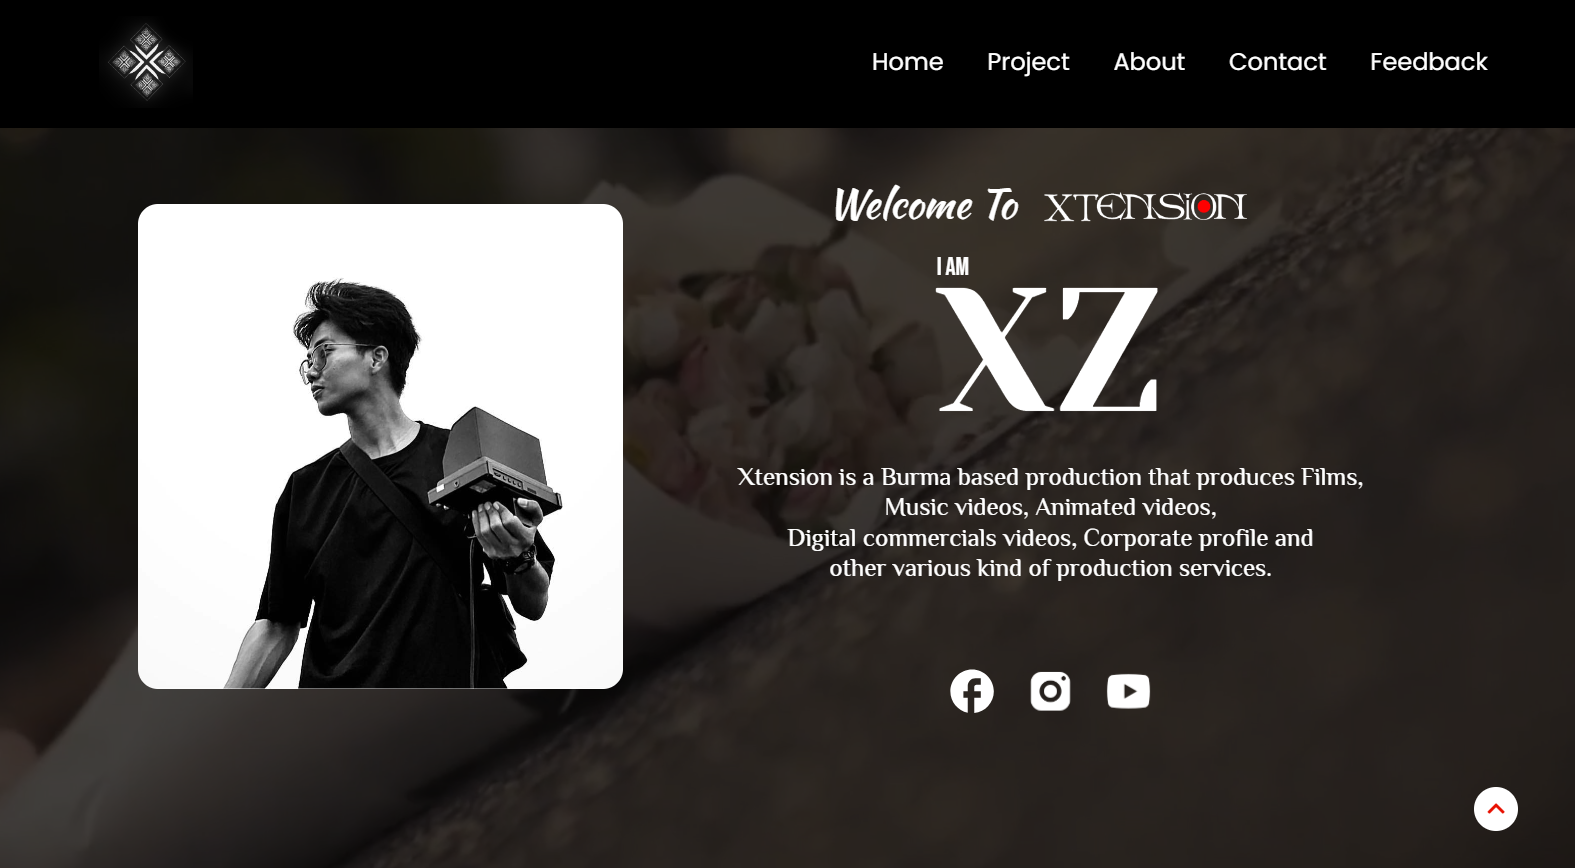 Home Project About Contact Feedback
Welcome To XTENSION
I AM
XZ
Xtension is a Burma based production that produces Films,
Music videos, Animated videos,
Digital commercials videos, Corporate profile and
other various kind of production services.